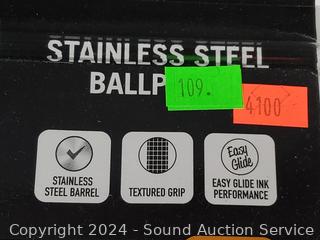 STAINLESS STEEL
BALLP
109.
4100
Easy
Glide
STAINLESS
STEEL BARREL
TEXTURED GRIP
EASY GLIDE INK
PERFORMANCE
Copyright 2024 - Sound Auction Service